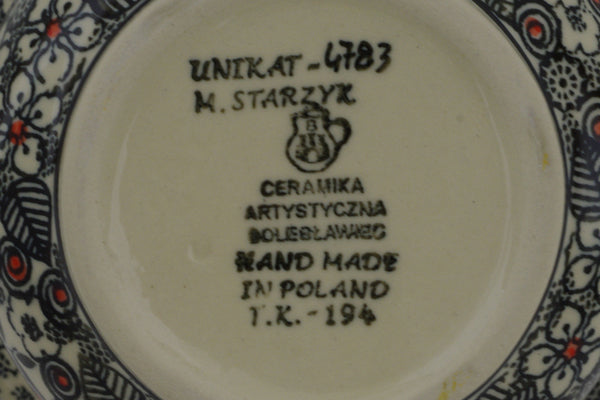 UNIKAT - 4783
M. STARZYK
B
CERAMIKA
ARTYSTYCZNA
BOLESŁAWIEC
HAND MADE
IN POLAND
T.K. - 194